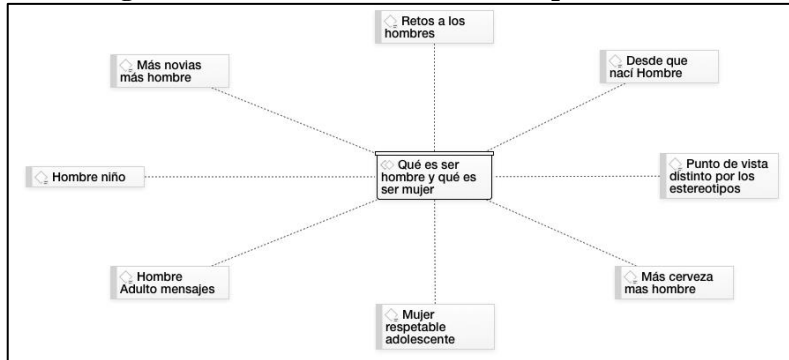 Retos a los
hombres
Más novias
más hombre
Desde que
nací Hombre
Qué es ser
hombre y qué es
ser mujer
Hombre niño
Punto de vista
distinto por los
estereotipos
Hombre
Adulto mensajes
Más cerveza
mas hombre
Mujer
respetable
adolescente